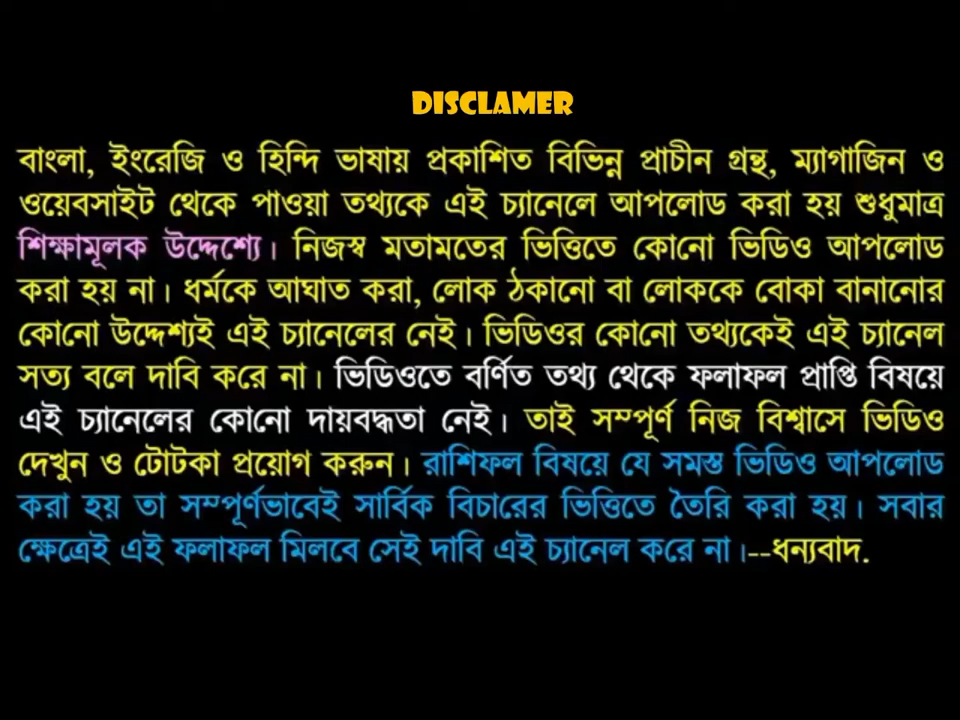 DISCLAMER
বাংলা, ইংরেজি ও হিন্দি ভাষায় প্রকাশিত বিভিন্ন প্রাচীন গ্রন্থ, ম্যাগাজিন ও
ওয়েবসাইট থেকে পাওয়া তথ্যকে এই চ্যানেলে আপলোড করা হয় শুধুমাত্র
শিক্ষামূলক উদ্দেশ্যে। নিজস্ব মতামতের ভিত্তিতে কোনো ভিডিও আপলোড
করা হয় না। ধর্মকে আঘাত করা, লোক ঠকানো বা লোককে বোকা বানানোর
কোনো উদ্দেশ্যই এই চ্যানেলের নেই। ভিডিওর কোনো তথ্যকেই এই চ্যানেল
সত্য বলে দাবি করে না। ভিডিওতে বর্ণিত তথ্য থেকে ফলাফল প্রাপ্তি বিষয়ে
এই চ্যানেলের কোনো দায়বদ্ধতা নেই। তাই সম্পূর্ণ নিজ বিশ্বাসে ভিডিও
দেখুন ও টোটকা প্রয়োগ করুন। রাশিফল বিষয়ে যে সমস্ত ভিডিও আপলোড
করা হয় তা সম্পূর্ণভাবেই সার্বিক বিচারের ভিত্তিতে তৈরি করা হয়। সবার
ক্ষেত্রেই এই ফলাফল মিলবে সেই দাবি এই চ্যানেল করে না।--ধন্যবাদ.